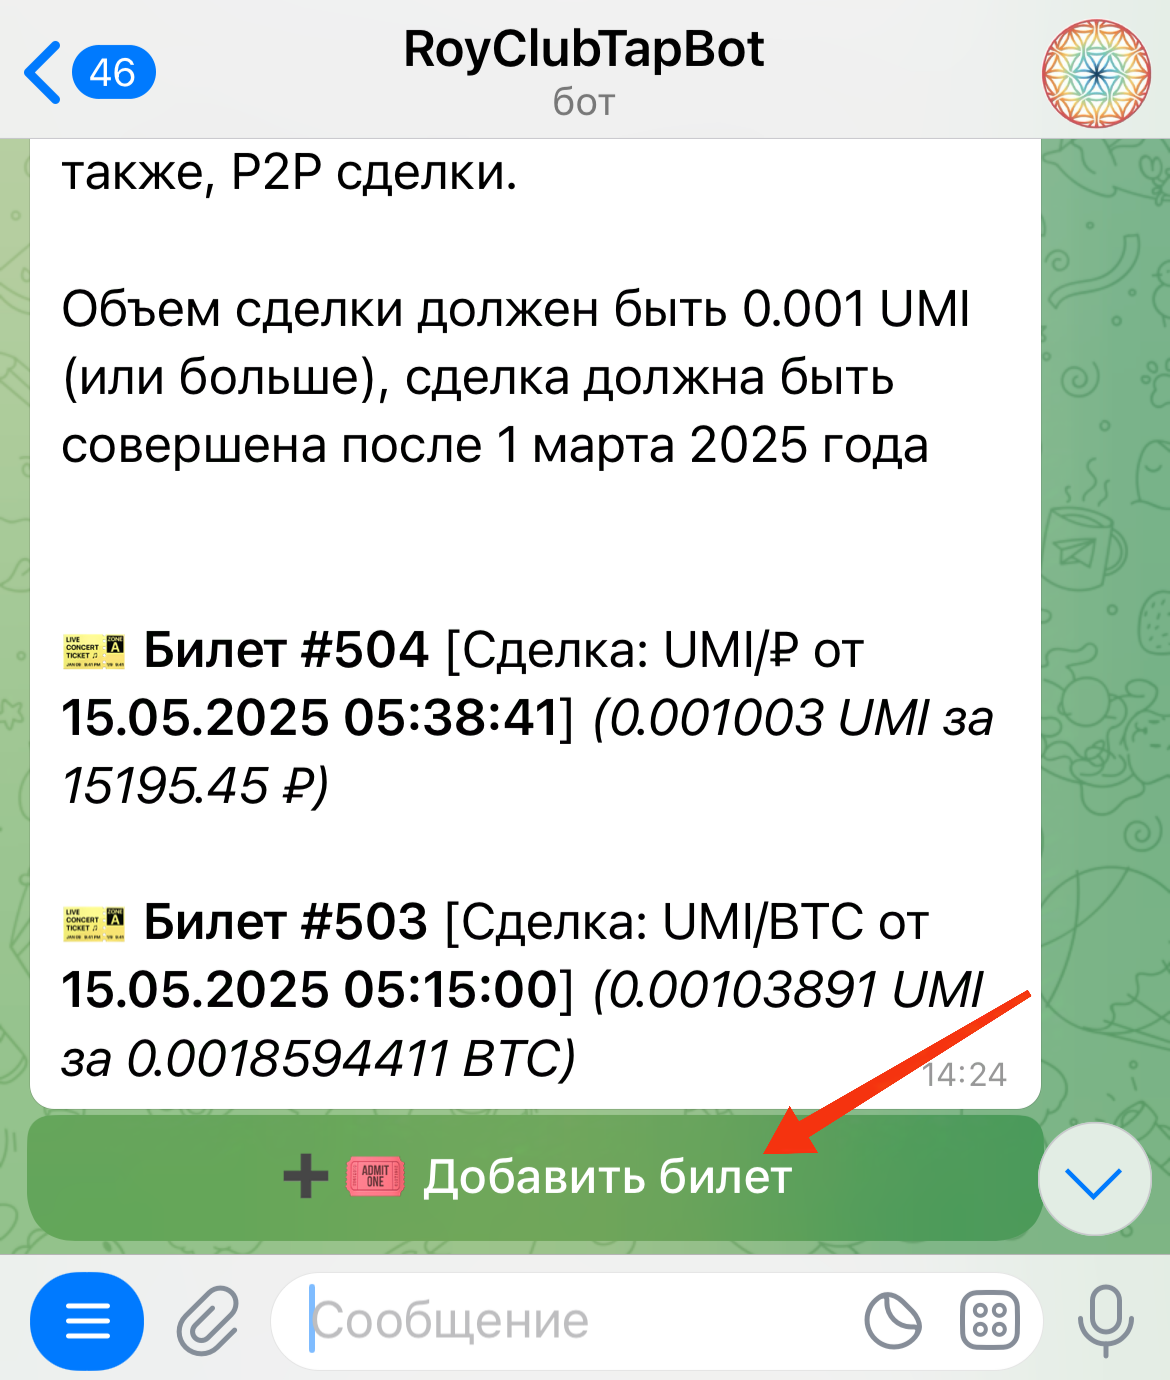 RoyClubTapBot
46
бот
также, P2P сделки.
Объем сделки должен быть 0.001 UMI
(или больше), сделка должна быть
совершена после 1 марта 2025 года
LIVE CONCERT TICKET ZONE A Билет #504 [Сделка: UMI/₽ от
15.05.2025 05:38:41] (0.001003 UMI за
15195.45 ₽)
LIVE CONCERT TICKET ZONE A Билет #503 [Сделка: UMI/BTC от
15.05.2025 05:15:00] (0.00103891 UMI
за 0.0018594411 BTC)
14:24
ADMIT ONE Добавить билет
Сообщение